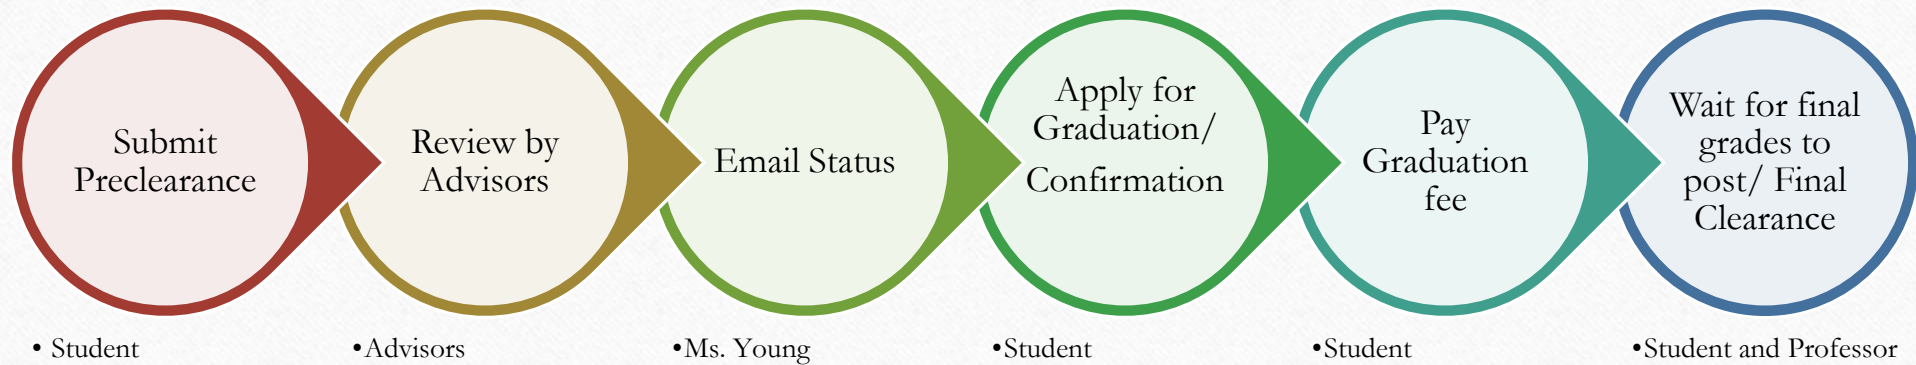 Submit
Preclearance
Review by
Advisors
Email Status
Apply for
Graduation/
Confirmation
Pay
Graduation
fee
Wait for final
grades to
post/ Final
Clearance
• Student
•Advisors
•Ms. Young
•Student
•Student
•Student and Professor